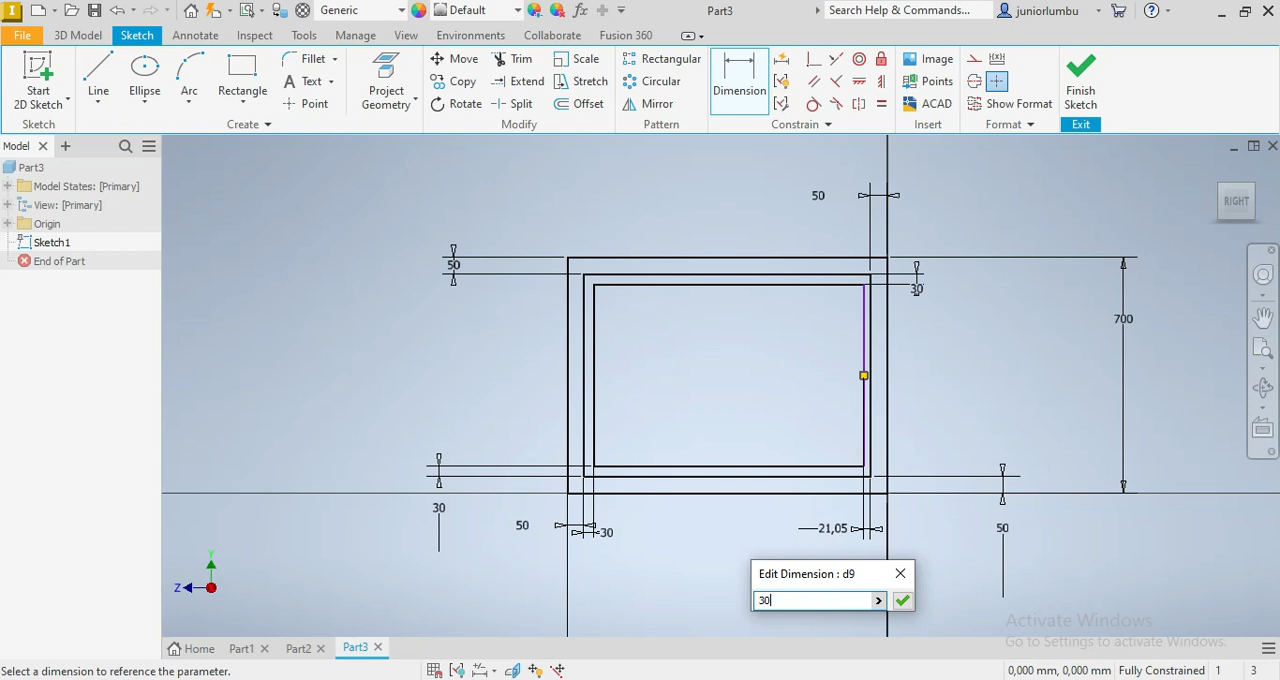 Generic
Default
Part3
Search Help & Commands...
juniorlumbu
File
3D Model
Sketch
Annotate
Inspect
Tools
Manage
View
Environments
Collaborate
Fusion 360
Start
2D Sketch
Line
Ellipse
Arc
Rectangle
Fillet
Text
Point
Project
Geometry
Move
Copy
Rotate
Trim
Extend
Split
Scale
Stretch
Offset
Rectangular
Circular
Mirror
Dimension
Image
Points
ACAD
Show Format
Finish
Sketch
Sketch
Create
Modify
Pattern
Constrain
Insert
Format
Exit
Model
Part3
Model States: [Primary]
View: [Primary]
Origin
Sketch1
End of Part
RIGHT
50
50
30
700
30
50
30
21,05
50
Y
Z
Edit Dimension : d9
30
Activate Windows
Go to Settings to activate Windows.
Home
Part1
Part2
Part3
Select a dimension to reference the parameter.
0,000 mm, 0,000 mm
Fully Constrained
1
3